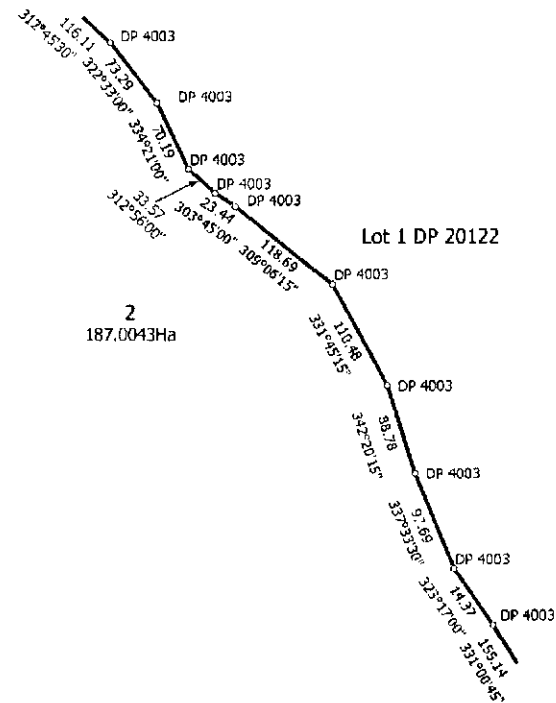 116.11
312°45'30"
DP 4003
73.29
322°33'00"
DP 4003
70.19
334°21'00"
DP 4003
33.57
312°56'00"
DP 4003
23.44
303°45'00"
DP 4003
118.69
309°06'15"
Lot 1 DP 20122
DP 4003
2
187.0043Ha
110.48
331°45'15"
DP 4003
88.78
342°20'15"
DP 4003
97.69
337°33'30"
DP 4003
14.37
323°17'00"
DP 4003
155.14
331°00'45"